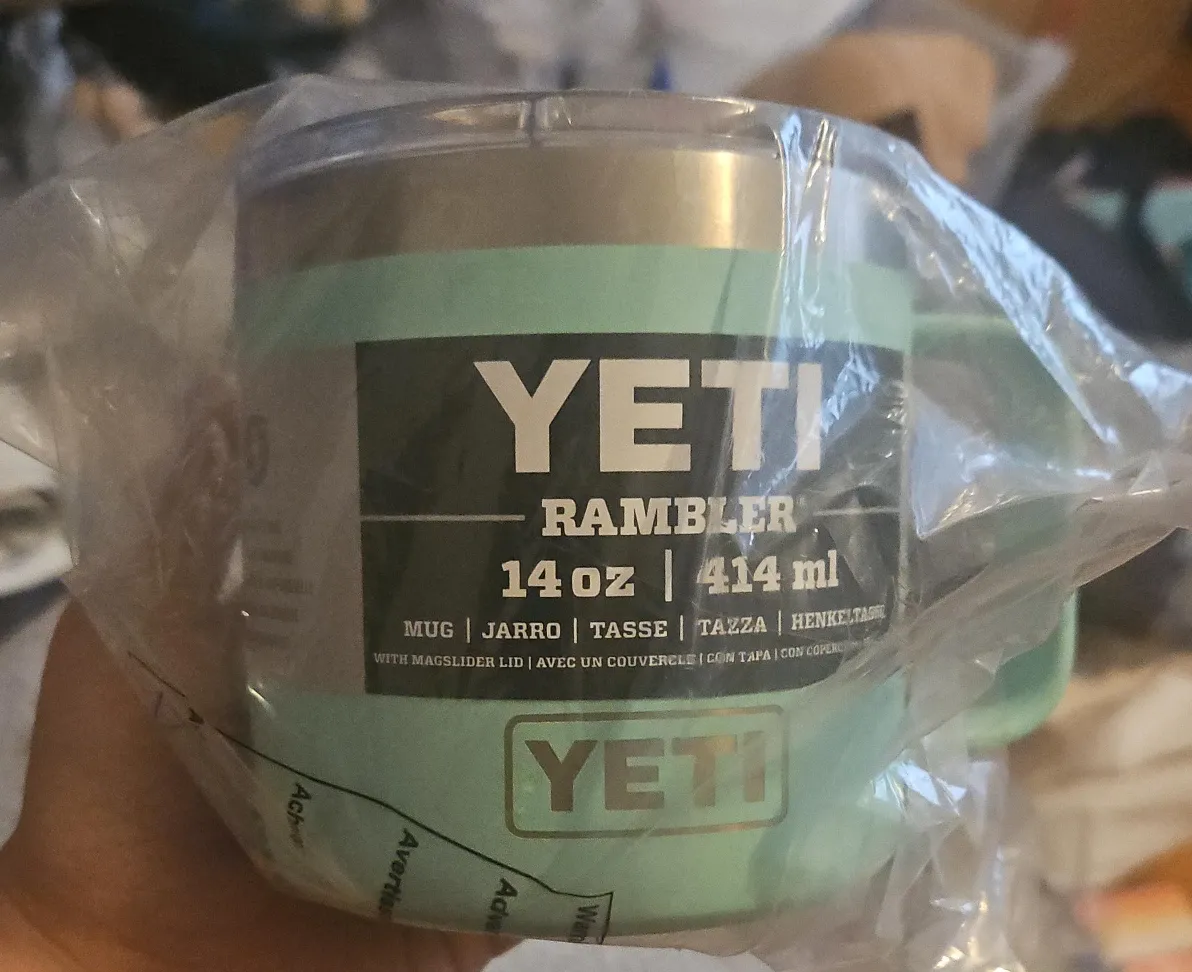 YETI
RAMBLER
14 oz | 414 ml
MUG | JARRO | TASSE | TAZZA | HENKELTASSE
WITH MAGSLIDER LID | AVEC UN COUVERCLE | CON TAPA | CON
YETI